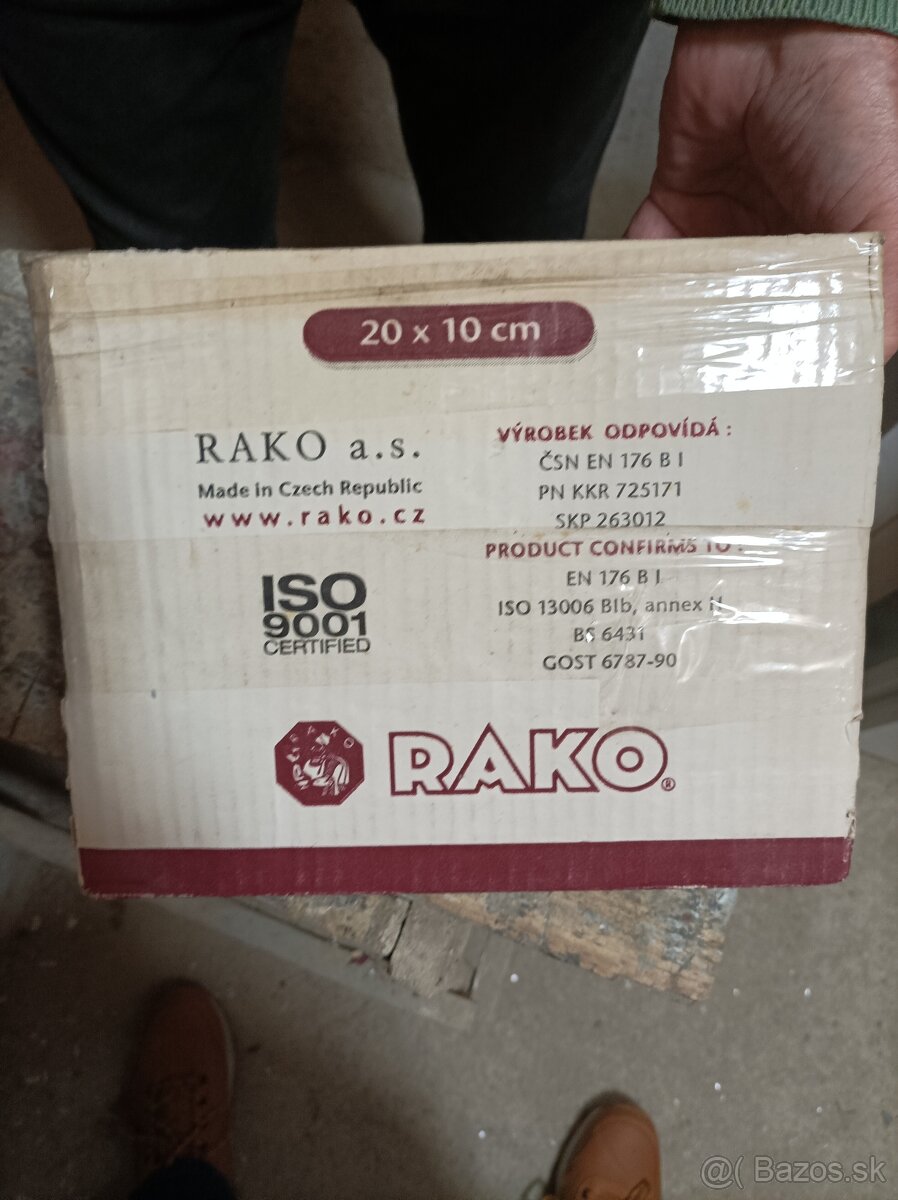 20 x 10 cm
RAKO a.s.
Made in Czech Republic
www.rako.cz
VÝROBEK ODPOVÍDÁ :
ČSN EN 176 B I
PN KKR 725171
SKP 263012
PRODUCT CONFIRMS TO :
EN 176 B I
ISO 13006 BIb, annex H
BS 6431
GOST 6787-90
ISO
9001
CERTIFIED
RAKO
RAKO®
@( Bazos.sk